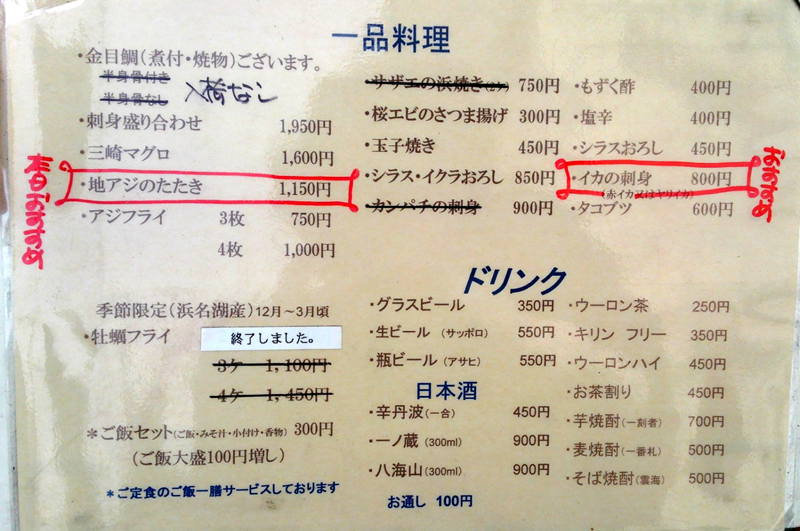 一品料理
・金目鯛(煮付・焼物)ございます。
半身骨付き
半身骨なし
入荷なし
・刺身盛り合わせ 1,950円
・三崎マグロ 1,600円
本日おすすめ
・地アジのたたき 1,150円
・アジフライ 3枚 750円
4枚 1,000円
季節限定(浜名湖産)12月～3月頃
・牡蠣フライ 終了しました。
3ケ 1,100円
4ケ 1,450円
＊ご飯セット(ご飯・みそ汁・小付け・香物) 300円
(ご飯大盛100円増し)
＊ご定食のご飯一膳サービスしております
・サザエの浜焼き 750円
・桜エビのさつま揚げ 300円
・玉子焼き 450円
・シラス・イクラおろし 850円
・カンパチの刺身 900円
・もずく酢 400円
・塩辛 400円
・シラスおろし 450円
・イカの刺身 800円
(赤イカ又はヤリイカ)
おすすめ
・タコブツ 600円
ドリンク
・グラスビール 350円
・生ビール (サッポロ) 550円
・瓶ビール (アサヒ) 550円
日本酒
・辛丹波(一合) 450円
・一ノ蔵(300ml) 900円
・八海山(300ml) 900円
お通し 100円
・ウーロン茶 250円
・キリン フリー 350円
・ウーロンハイ 450円
・お茶割り 450円
・芋焼酎(一刻者) 700円
・麦焼酎(一番札) 500円
・そば焼酎(雲海) 500円